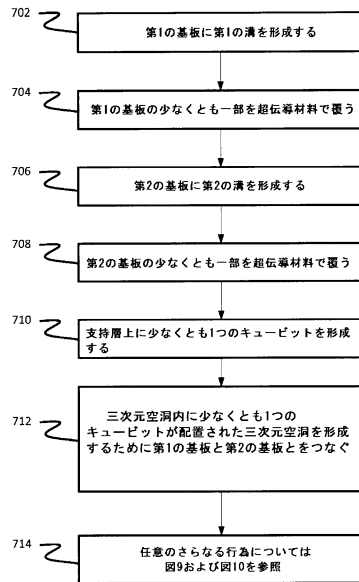 702
第1の基板に第1の溝を形成する
704
第1の基板の少なくとも一部を超伝導材料で覆う
706
第2の基板に第2の溝を形成する
708
第2の基板の少なくとも一部を超伝導材料で覆う
710
支持層上に少なくとも1つのキュービットを形成
する
712
三次元空洞内に少なくとも1つの
キュービットが配置された三次元空洞を形成
するために第1の基板と第2の基板とをつなぐ
714
任意のさらなる行為については
図9および図10を参照